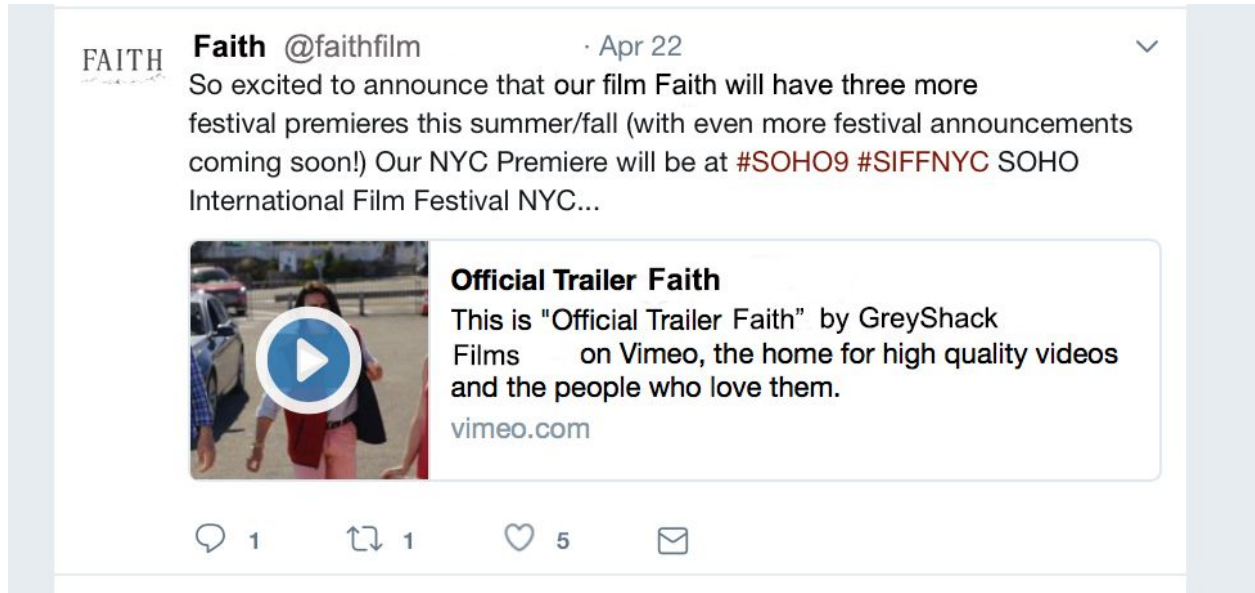 FAITH
Faith @faithfilm · Apr 22
So excited to announce that our film Faith will have three more
festival premieres this summer/fall (with even more festival announcements
coming soon!) Our NYC Premiere will be at #SOHO9 #SIFFNYC SOHO
International Film Festival NYC...
Official Trailer Faith
This is "Official Trailer Faith” by GreyShack
Films on Vimeo, the home for high quality videos
and the people who love them.
vimeo.com
1 1 5